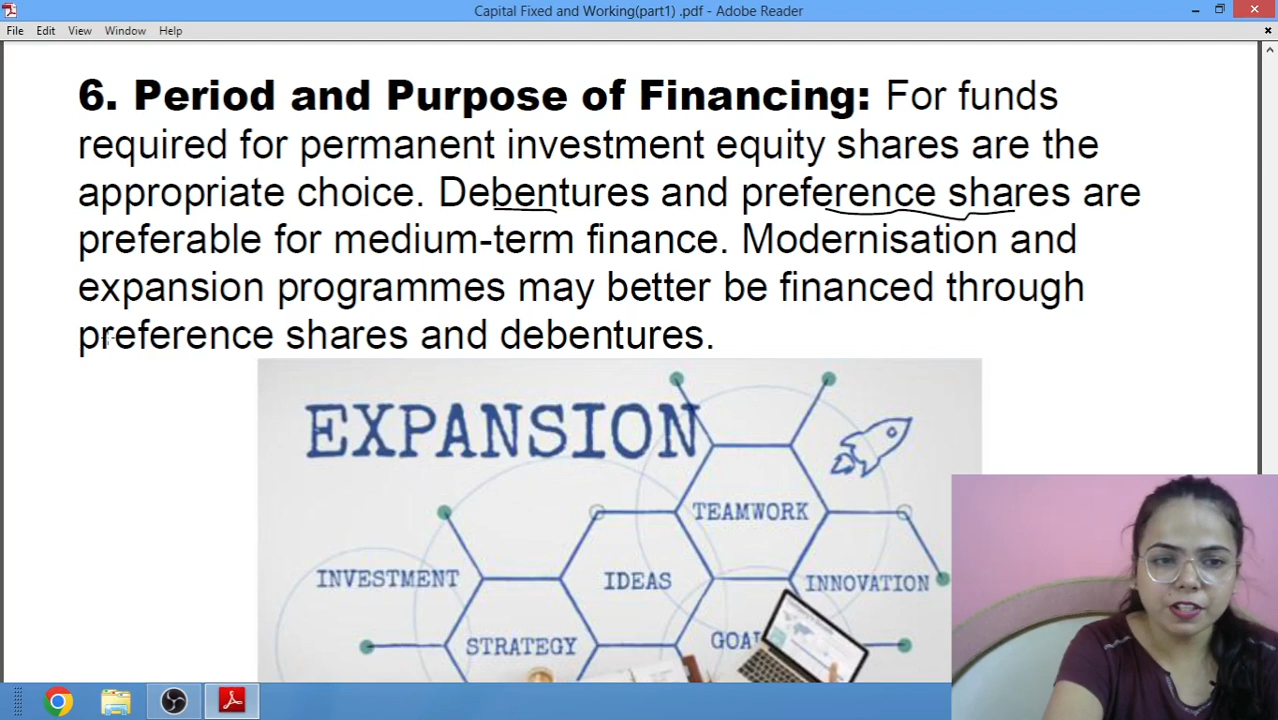 Capital Fixed and Working(part1) .pdf - Adobe Reader
File Edit View Window Help
6. Period and Purpose of Financing: For funds
required for permanent investment equity shares are the
appropriate choice. Debentures and preference shares are
preferable for medium-term finance. Modernisation and
expansion programmes may better be financed through
preference shares and debentures.
EXPANSION
TEAMWORK
INVESTMENT
IDEAS
INNOVATION
STRATEGY